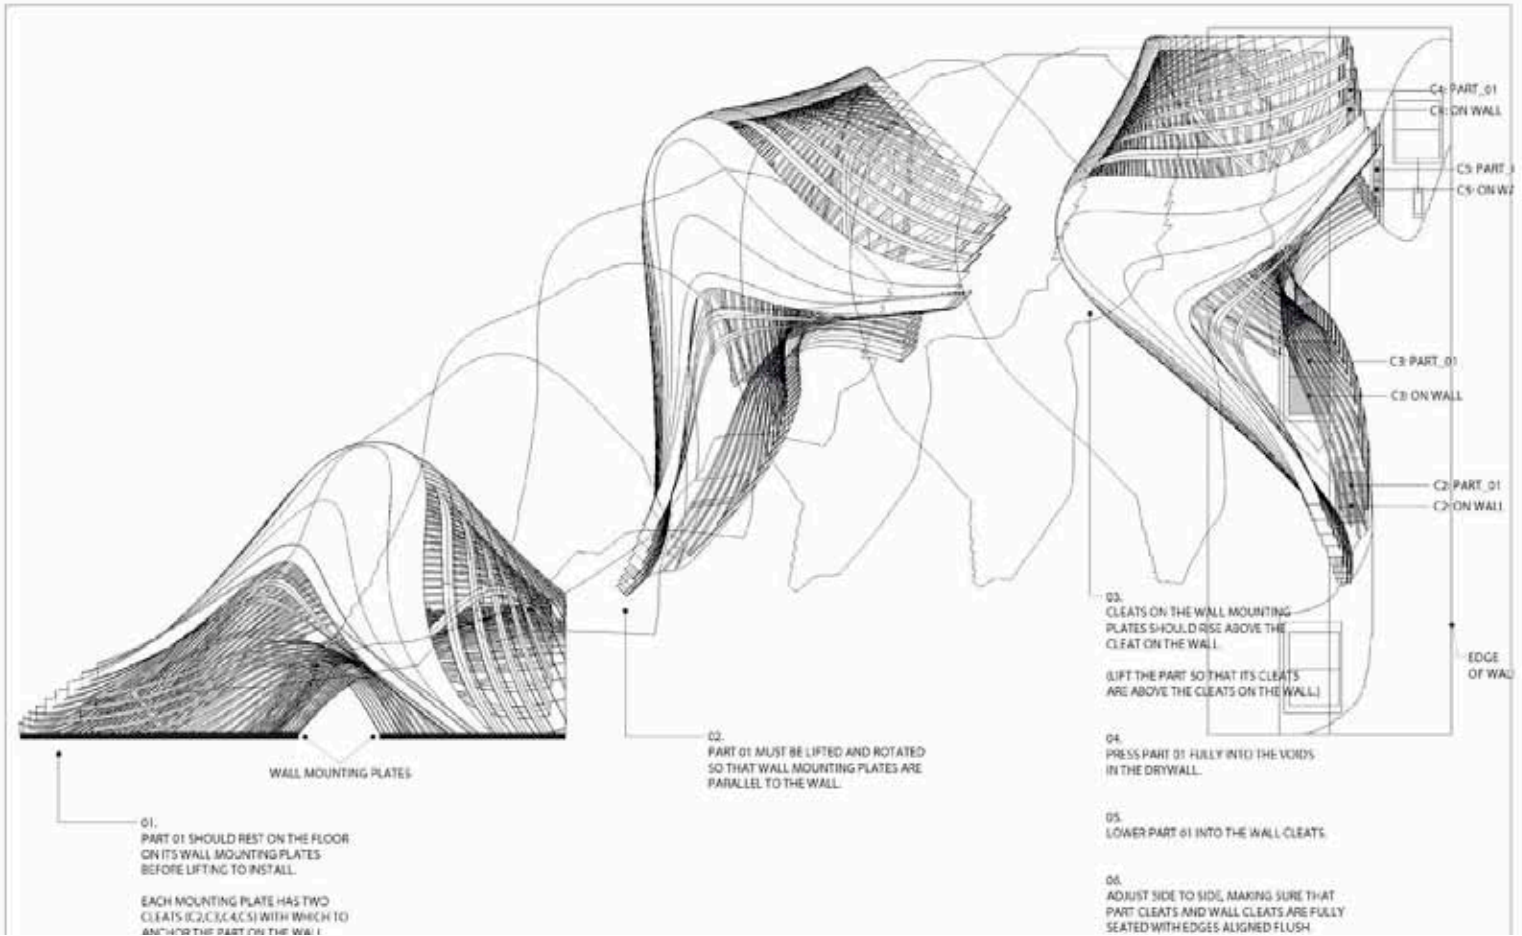 C4: PART_01
C4: ON WALL
C5: PART_
C5: ON WA
C3: PART_01
C3: ON WALL
C2: PART_01
C2: ON WALL
EDGE
OF WAL
WALL MOUNTING PLATES
01.
PART 01 SHOULD REST ON THE FLOOR
ON ITS WALL MOUNTING PLATES
BEFORE LIFTING TO INSTALL.
EACH MOUNTING PLATE HAS TWO
CLEATS (C2,C3,C4,C5) WITH WHICH TO
ANCHOR THE PART ON THE WALL
02.
PART 01 MUST BE LIFTED AND ROTATED
SO THAT WALL MOUNTING PLATES ARE
PARALLEL TO THE WALL.
03.
CLEATS ON THE WALL MOUNTING
PLATES SHOULD RISE ABOVE THE
CLEAT ON THE WALL.
(LIFT THE PART SO THAT ITS CLEATS
ARE ABOVE THE CLEATS ON THE WALL.)
04.
PRESS PART 01 FULLY INTO THE VOIDS
IN THE DRYWALL.
05.
LOWER PART 01 INTO THE WALL CLEATS.
06.
ADJUST SIDE TO SIDE, MAKING SURE THAT
PART CLEATS AND WALL CLEATS ARE FULLY
SEATED WITH EDGES ALIGNED FLUSH.